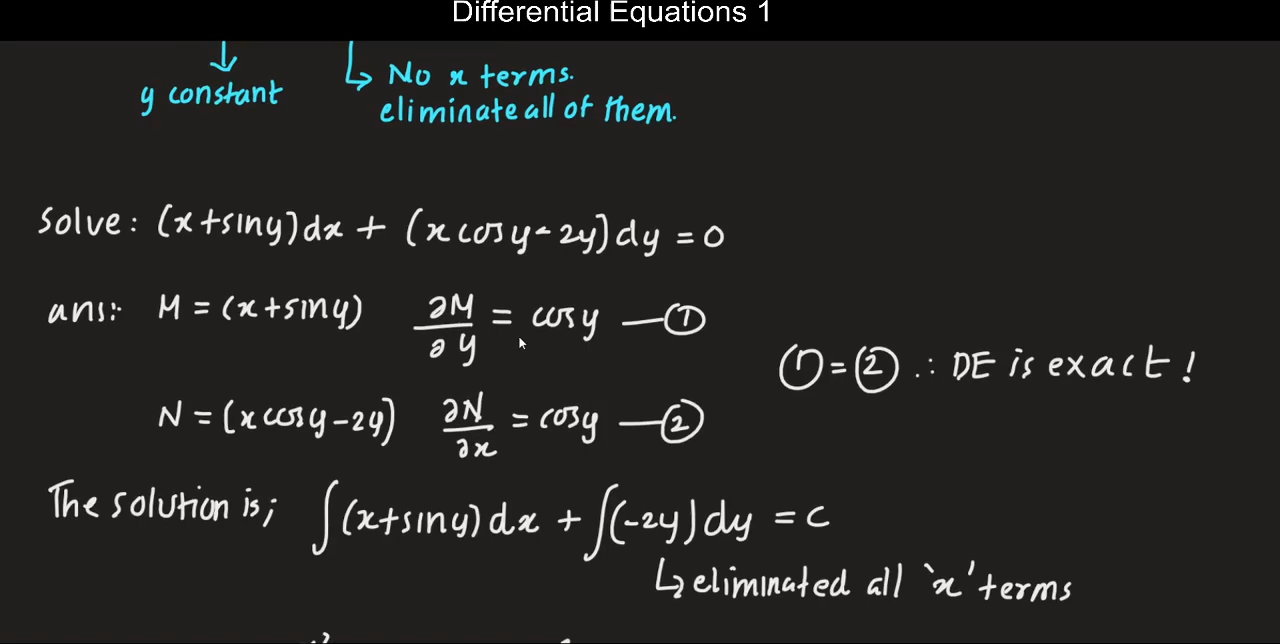 Differential Equations 1
y constant
↳ No x terms.
eliminate all of them.
Solve: (x+siny)dx + (x cosy - 2y)dy = 0
ans: M = (x+siny) ∂M/∂y = cosy —①
① = ② ∴ DE is exact!
N = (x cosy - 2y) ∂N/∂x = cosy —②
The solution is; ∫(x+siny)dx + ∫(-2y)dy = c
↳ eliminated all `x' terms